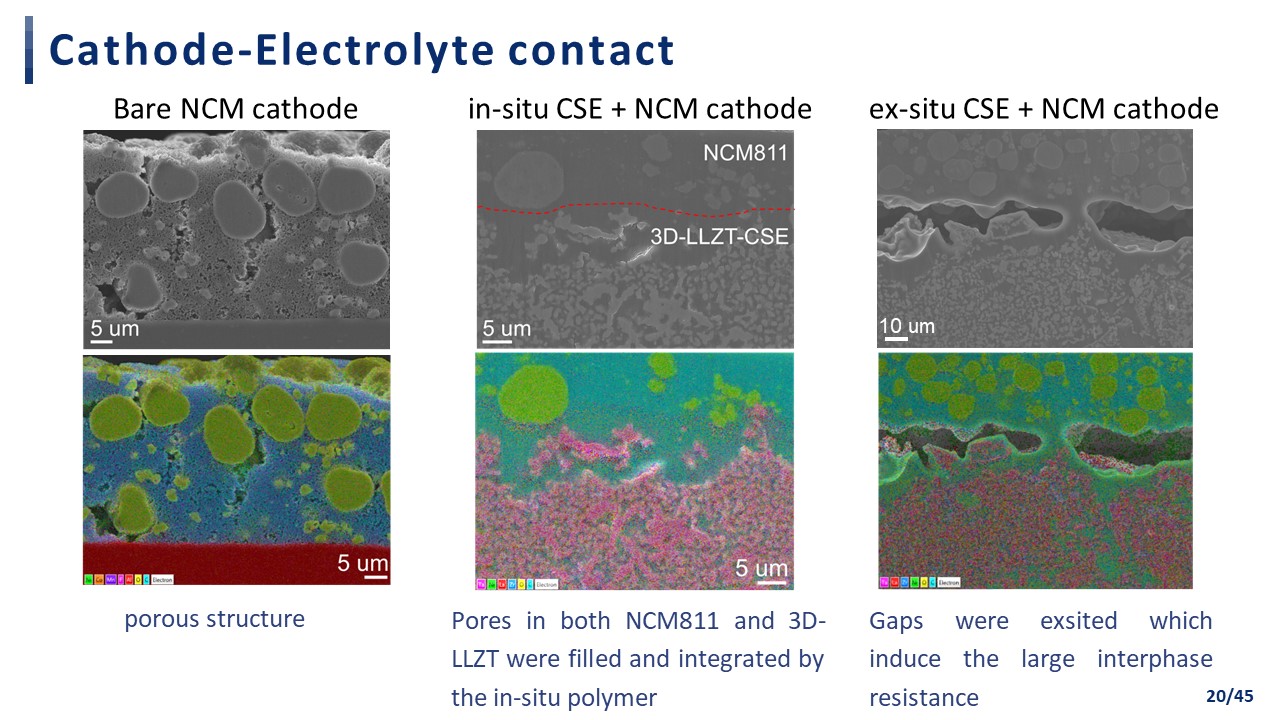 Cathode-Electrolyte contact
Bare NCM cathode
in-situ CSE + NCM cathode
ex-situ CSE + NCM cathode
5 um
NCM811
3D-LLZT-CSE
5 um
10 um
5 um
Electron
5 um
Electron
Electron
porous structure
Pores in both NCM811 and 3D-
LLZT were filled and integrated by
the in-situ polymer
Gaps were exsited which
induce the large interphase
resistance
20/45